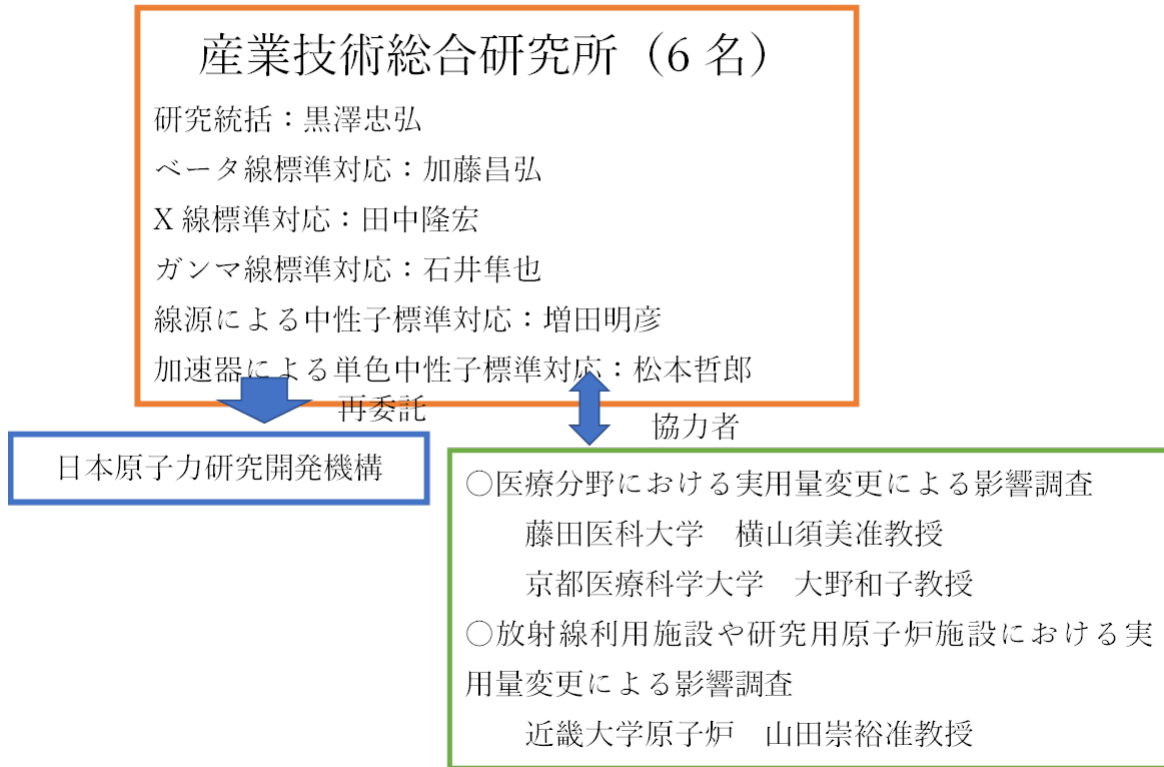 産業技術総合研究所（6 名）
研究統括：黒澤忠弘
ベータ線標準対応：加藤昌弘
X 線標準対応：田中隆宏
ガンマ線標準対応：石井隼也
線源による中性子標準対応：増田明彦
加速器による単色中性子標準対応：松本哲郎
再委託
協力者
日本原子力研究開発機構
○医療分野における実用量変更による影響調査
藤田医科大学　横山須美准教授
京都医療科学大学　大野和子教授
○放射線利用施設や研究用原子炉施設における実
用量変更による影響調査
近畿大学原子炉　山田崇裕准教授